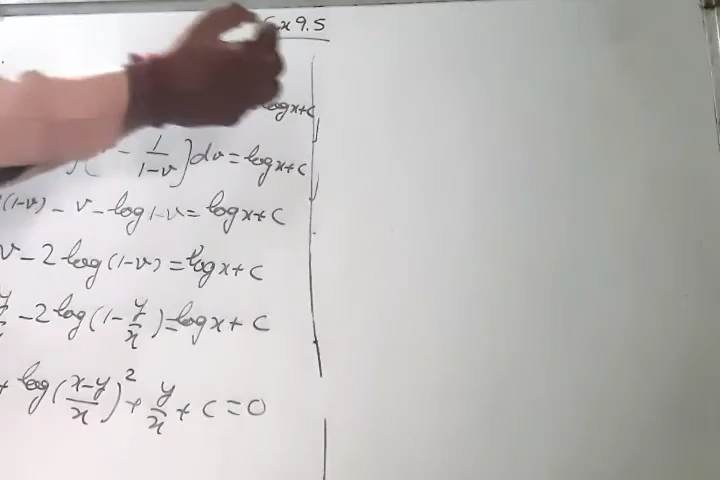 x 9.5
log x + c
- 1/(1-v)] dv = log x + c
(1-v) - v - log 1-v = log x + c
v - 2 log (1-v) = log x + c
y/x - 2 log (1 - y/x) = log x + c
+ log ((x-y)/x)^2 + y/x + c = 0